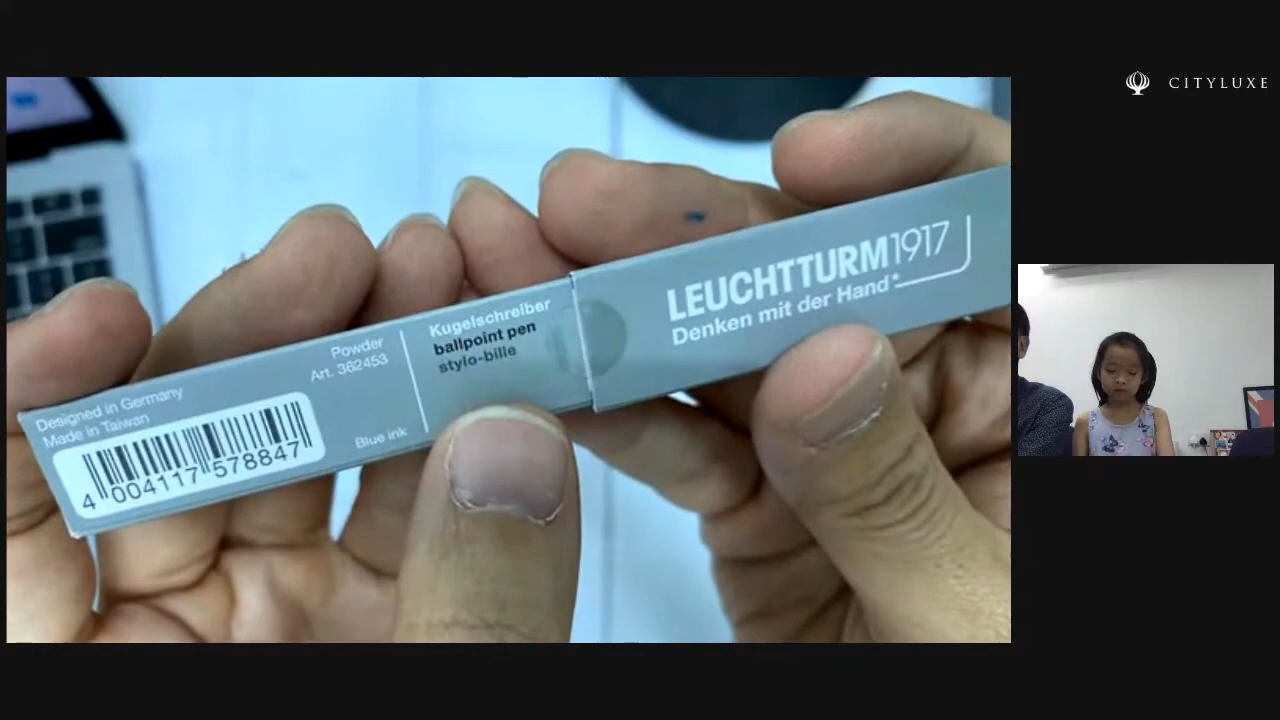 CITYLUXE
LEUCHTTURM1917
Denken mit der Hand*
Kugelschreiber
ballpoint pen
stylo-bille
Powder
Art. 362453
Blue ink
Designed in Germany
Made in Taiwan
4 004117 578847